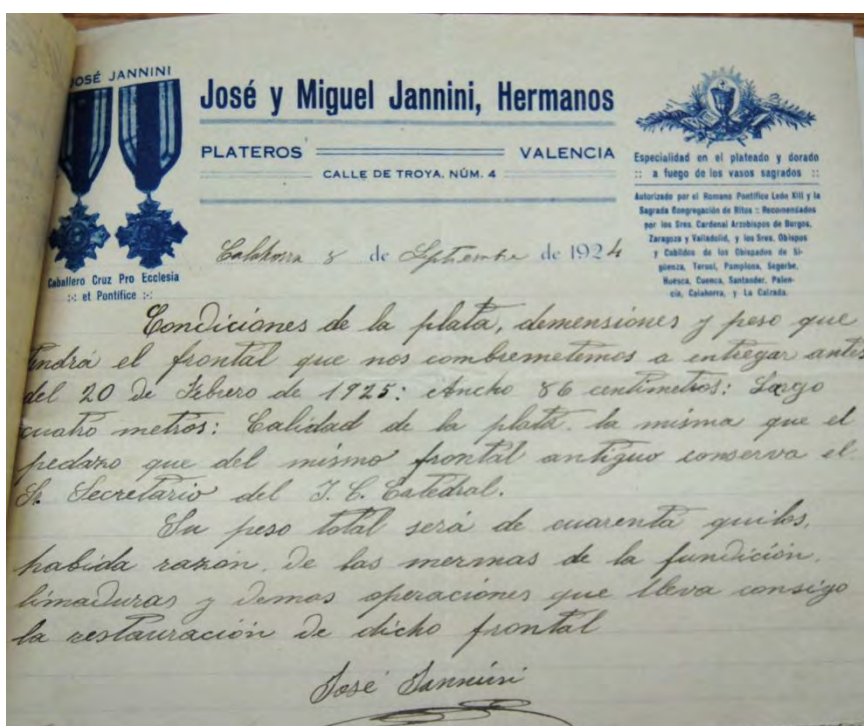 JOSÉ JANNINI
Caballero Cruz Pro Ecclesia
:-: et Pontifice :-:
José y Miguel Jannini, Hermanos
PLATEROS VALENCIA
CALLE DE TROYA. NÚM. 4
Especialidad en el plateado y dorado
:: a fuego de los vasos sagrados ::
Autorizado por el Romano Pontífice León XIII y la
Sagrada Congregación de Ritos :: Recomendados
por los Sres. Cardenal Arzobispos de Burgos,
Zaragoza y Valladolid, y los Sres. Obispos
y Cabildos de los Obispados de Si-
güenza, Teruel, Pamplona, Segorbe,
Huesca, Cuenca, Santander, Palen-
cia, Calahorra, y La Calzada.
Calahorra 8 de Septiembre de 1924
Condiciones de la plata, demensiones y peso que
tendrá el frontal que nos combremetemos a entregar antes
del 20 de Febrero de 1925: Ancho 86 centimetros: Largo
cuatro metros: Calidad de la plata. la misma que el
pedazo que del mismo frontal antiguo conserva el
Sr. Secretario del I. C. Catedral.
Su peso total será de cuarenta quilos,
habida razón, de las mermas de la fundición,
limaduras y demas operaciones que lleva consigo
la restauración de dicho frontal
José Jannini